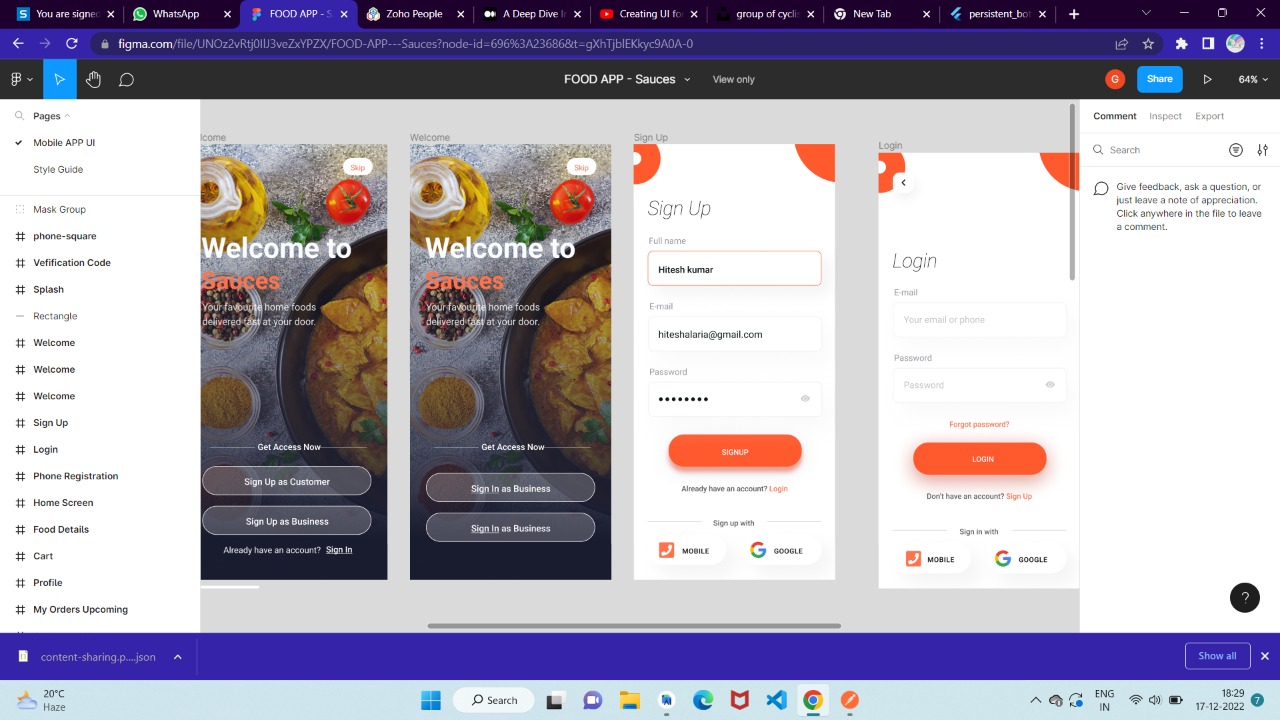 You are sign
(9) WhatsApp
FOOD APP -
Zoho People
A Deep Dive In
Creating UI for
group of cyclis
New Tab
persistent_bot
figma.com/file/UNOz2vRtj0IIJ3veZxYPZX/FOOD-APP---Sauces?node-id=696%3A23686&t=gXhTjblEKkyc9A0A-0
FOOD APP - Sauces
View only
G
Share
64%
Pages
Mobile APP UI
Style Guide
Mask Group
phone-square
Vefification Code
Splash
Rectangle
Welcome
Welcome
Welcome
Sign Up
Login
Phone Registration
Home Screen
Food Details
Cart
Profile
My Orders Upcoming
lcome
Skip
Welcome to
Sauces
Your favourite home foods
delivered fast at your door.
Get Access Now
Sign Up as Customer
Sign Up as Business
Already have an account? Sign In
Welcome
Skip
Welcome to
Sauces
Your favourite home foods
delivered fast at your door.
Get Access Now
Sign In as Business
Sign In as Business
Sign Up
Sign Up
Full name
Hitesh kumar
E-mail
hiteshalaria@gmail.com
Password
SIGNUP
Already have an account? Login
Sign up with
MOBILE
GOOGLE
Login
Login
E-mail
Your email or phone
Password
Password
Forgot password?
LOGIN
Don't have an account? Sign Up
Sign in with
MOBILE
GOOGLE
Comment
Inspect
Export
Search
Give feedback, ask a question, or
just leave a note of appreciation.
Click anywhere in the file to leave
a comment.
?
content-sharing.p....json
Show all
20°C
Haze
Search
ENG
IN
18:29
17-12-2022
7